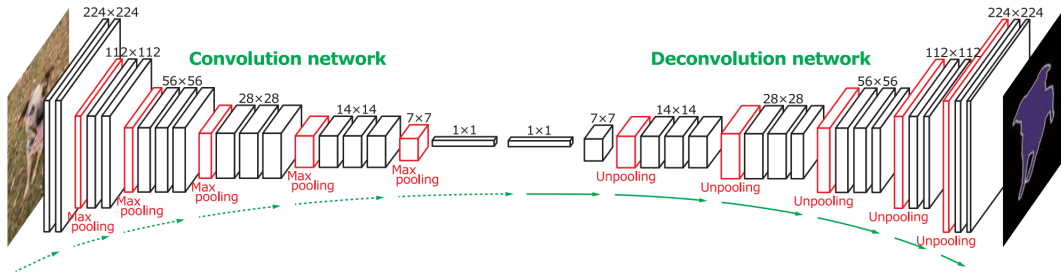 224×224
112×112
56×56
28×28
14×14
7×7
1×1
1×1
7×7
14×14
28×28
56×56
112×112
224×224
Convolution network
Deconvolution network
Max
pooling
Max
pooling
Max
pooling
Max
pooling
Max
pooling
Unpooling
Unpooling
Unpooling
Unpooling
Unpooling